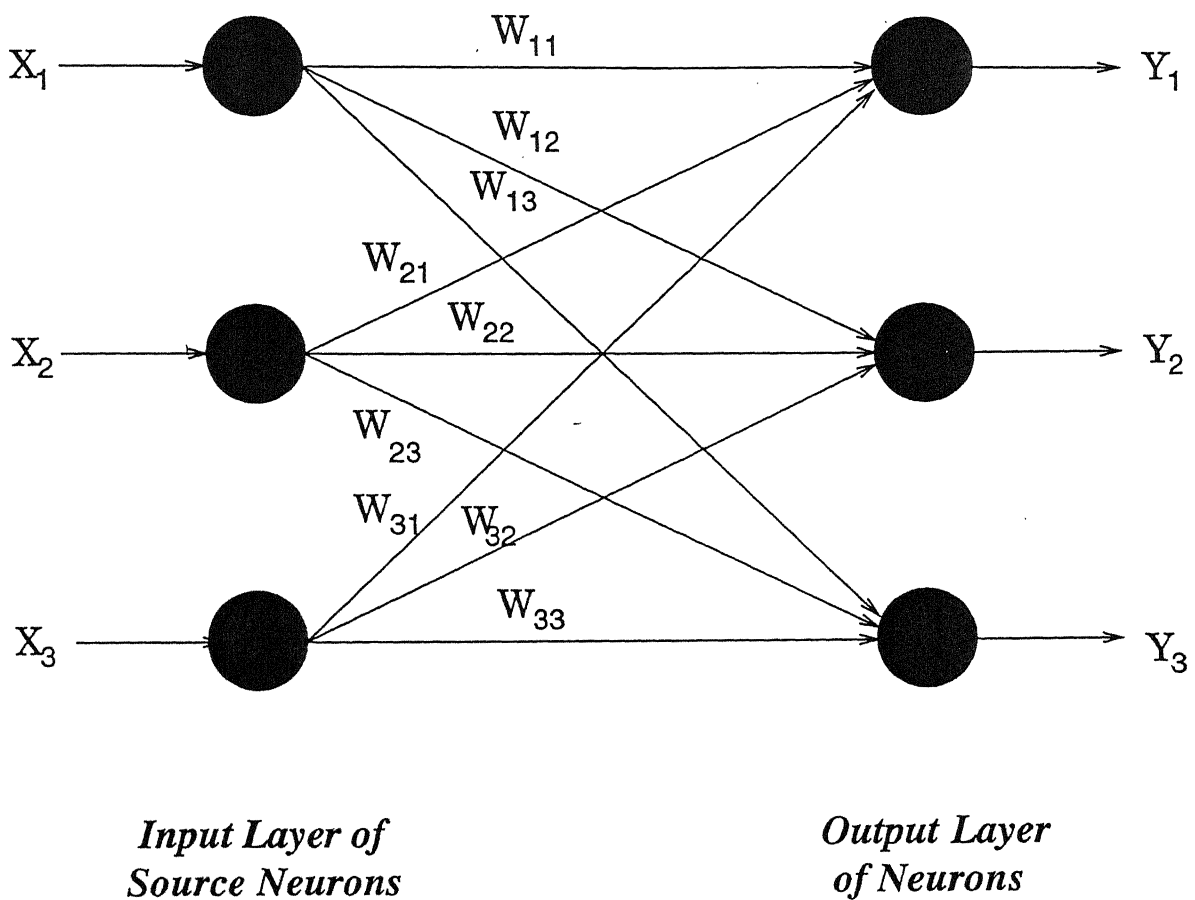 W11
X1
Y1
W12
W13
W21
W22
X2
Y2
W23
W31
W32
W33
X3
Y3
Input Layer of
Source Neurons
Output Layer
of Neurons